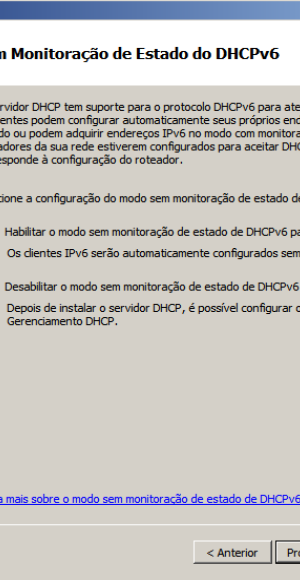 m Monitoração de Estado do DHCPv6
rvidor DHCP tem suporte para o protocolo DHCPv6 para ate
entes podem configurar automaticamente seus próprios end
do ou podem adquirir endereços IPv6 no modo com monitora
adores da sua rede estiverem configurados para aceitar DHC
esponde à configuração do roteador.
ione a configuração do modo sem monitoração de estado de
Habilitar o modo sem monitoração de estado de DHCPv6 pa
Os clientes IPv6 serão automaticamente configurados sem
Desabilitar o modo sem monitoração de estado de DHCPv6
Depois de instalar o servidor DHCP, é possível configurar o
Gerenciamento DHCP.
a mais sobre o modo sem monitoração de estado de DHCPv6
< Anterior
Pró